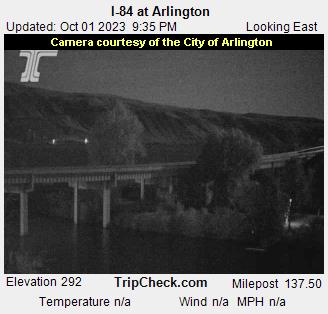 I-84 at Arlington
Updated: Oct 01 2023 9:35 PM Looking East
Camera courtesy of the City of Arlington
Elevation 292 TripCheck.com Milepost 137.50
Temperature n/a Wind n/a MPH n/a